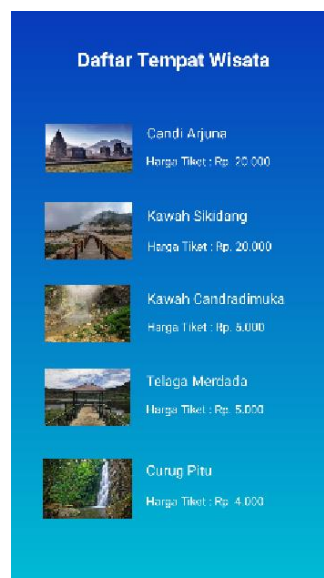 Daftar Tempat Wisata
Candi Arjuna
Harga Tiket : Rp. 20.000
Kawah Sikidang
Harga Tiket : Rp. 20.000
Kawah Candradimuka
Harga Tiket : Rp. 5.000
Telaga Merdada
Harga Tiket : Rp. 5.000
Curug Pitu
Harga Tiket : Rp. 4.000